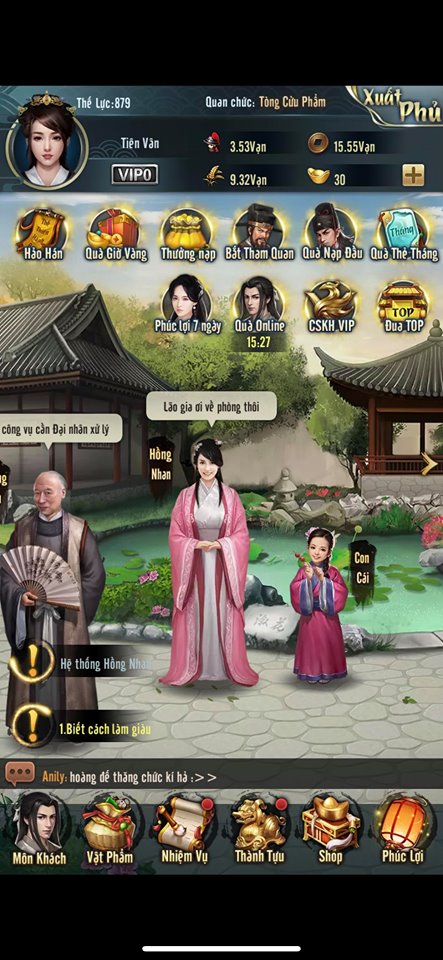 Thế Lực:879
Quan chức: Tòng Cửu Phẩm
Xuất Phủ
Tiện Vân
3.53Vạn
15.55Vạn
VIP0
9.32Vạn
30
Hảo Hán
Quà Giờ Vàng
Thưởng nạp
Bắt Tham Quan
Quà Nạp Đầu
Tháng
Quà Thẻ Tháng
TOP
Phúc lợi 7 ngày
Quà Online
CSKH VIP
Đua TOP
15:27
Lão gia ơi về phòng thôi
công vụ cần Đại nhân xử lý
Hồng
Nhan
Con
Cái
Hệ thống Hồng Nhan
1.Biết cách làm giàu
Anily: hoàng đế thăng chức kí hả :>>
Môn Khách
Vật Phẩm
Nhiệm Vụ
Thành Tựu
Shop
Phúc Lợi